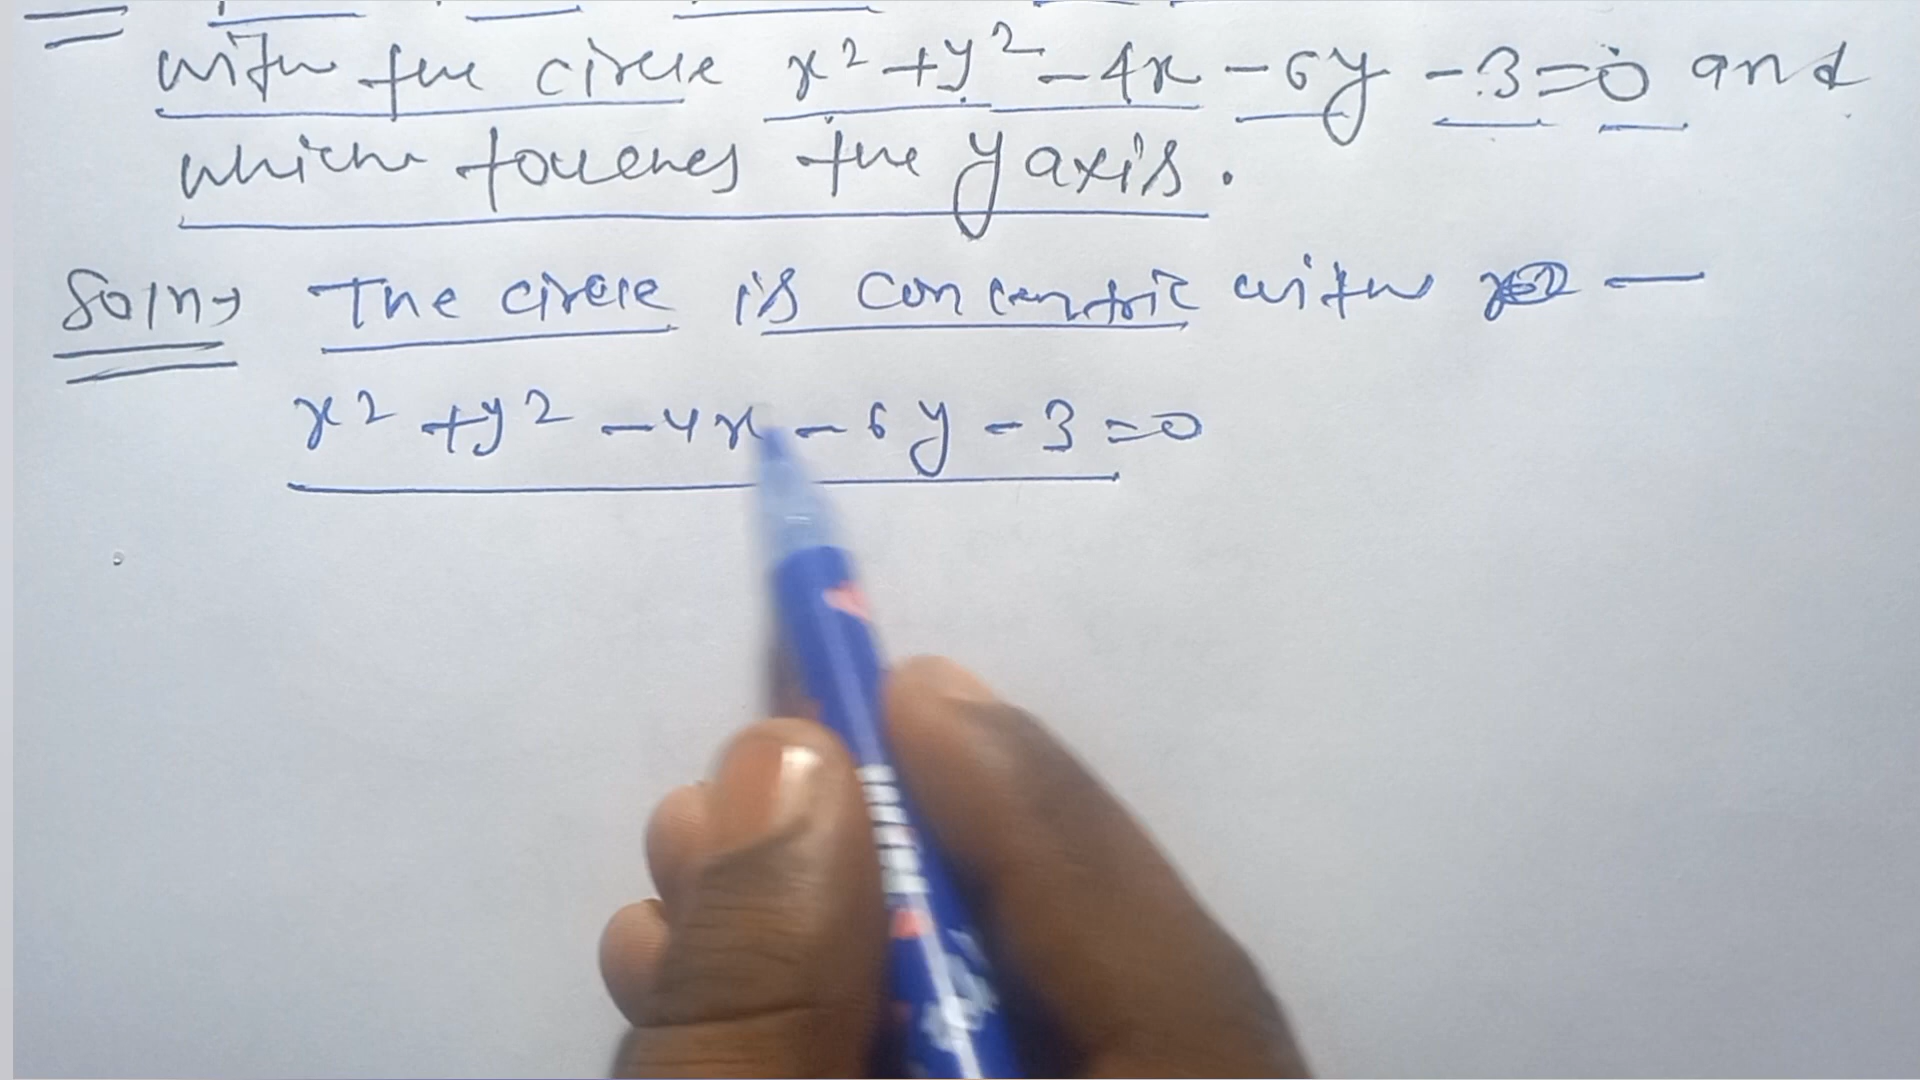 with the circle x² + y² - 4x - 6y - 3 = 0 and
which touches the y axis.
Soln → The circle is concentric with —
x² + y² - 4x - 6y - 3 = 0